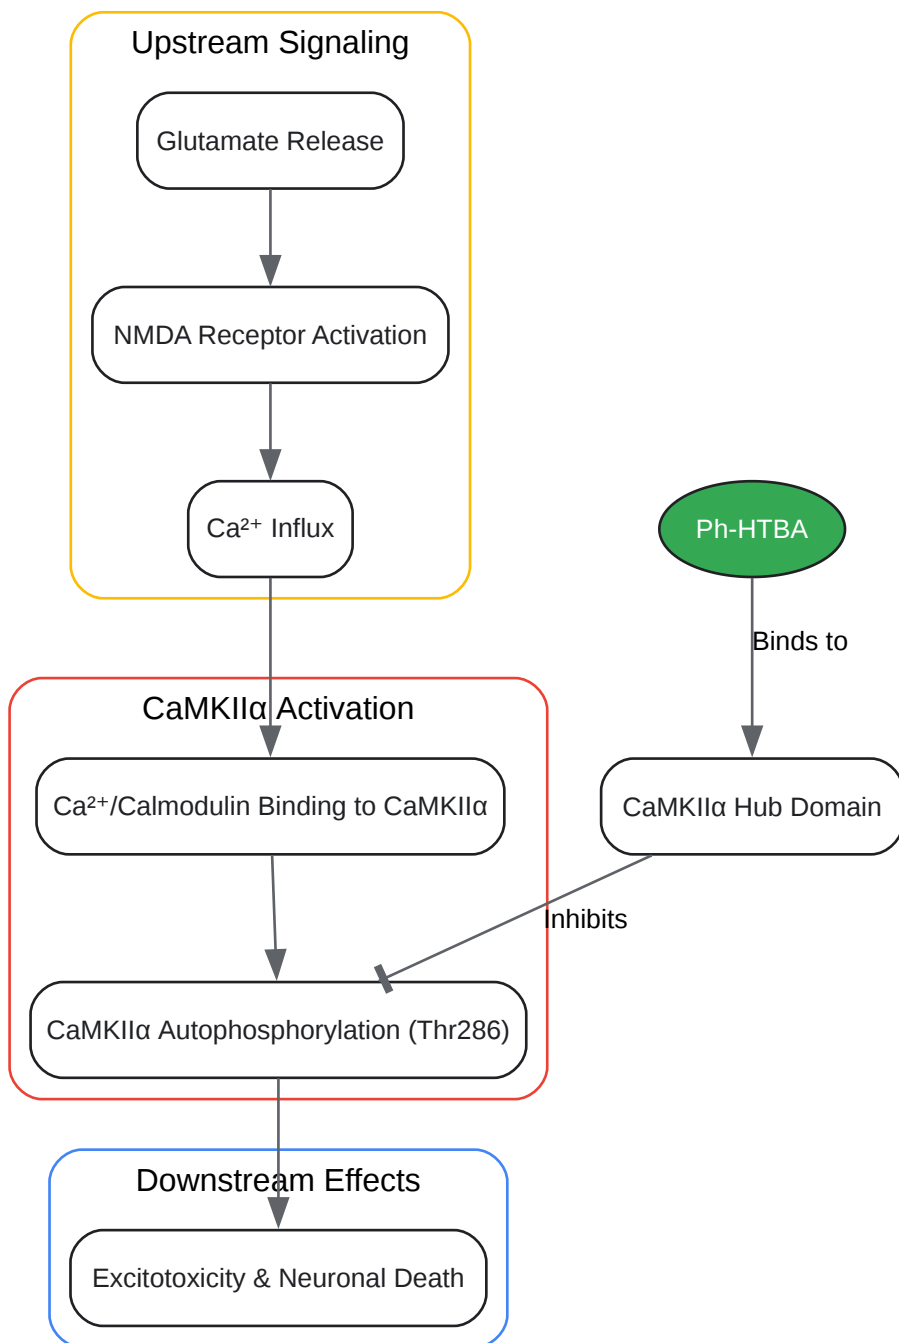 Upstream Signaling
Glutamate Release
NMDA Receptor Activation
Ca²⁺ Influx
Ph-HTBA
Binds to
CaMKIIα Activation
Ca²⁺/Calmodulin Binding to CaMKIIα
CaMKIIα Hub Domain
Inhibits
CaMKIIα Autophosphorylation (Thr286)
Downstream Effects
Excitotoxicity & Neuronal Death